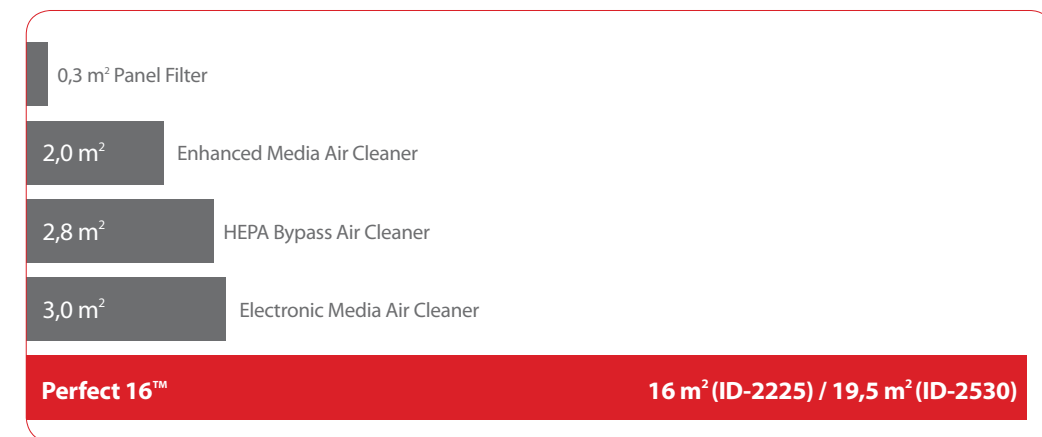 0,3 m² Panel Filter
2,0 m² Enhanced Media Air Cleaner
2,8 m² HEPA Bypass Air Cleaner
3,0 m² Electronic Media Air Cleaner
Perfect 16™ 16 m² (ID-2225) / 19,5 m² (ID-2530)